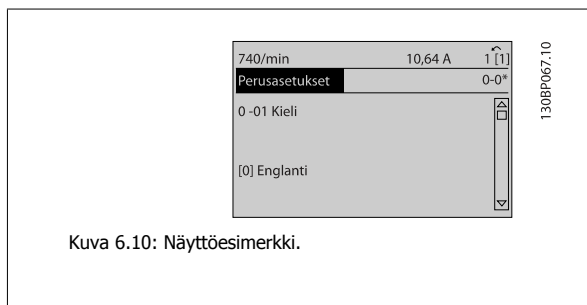 740/min 10,64 A 1 [1]
Perusasetukset 0-0*
0 -01 Kieli
[0] Englanti
130BP067.10
Kuva 6.10: Näyttöesimerkki.